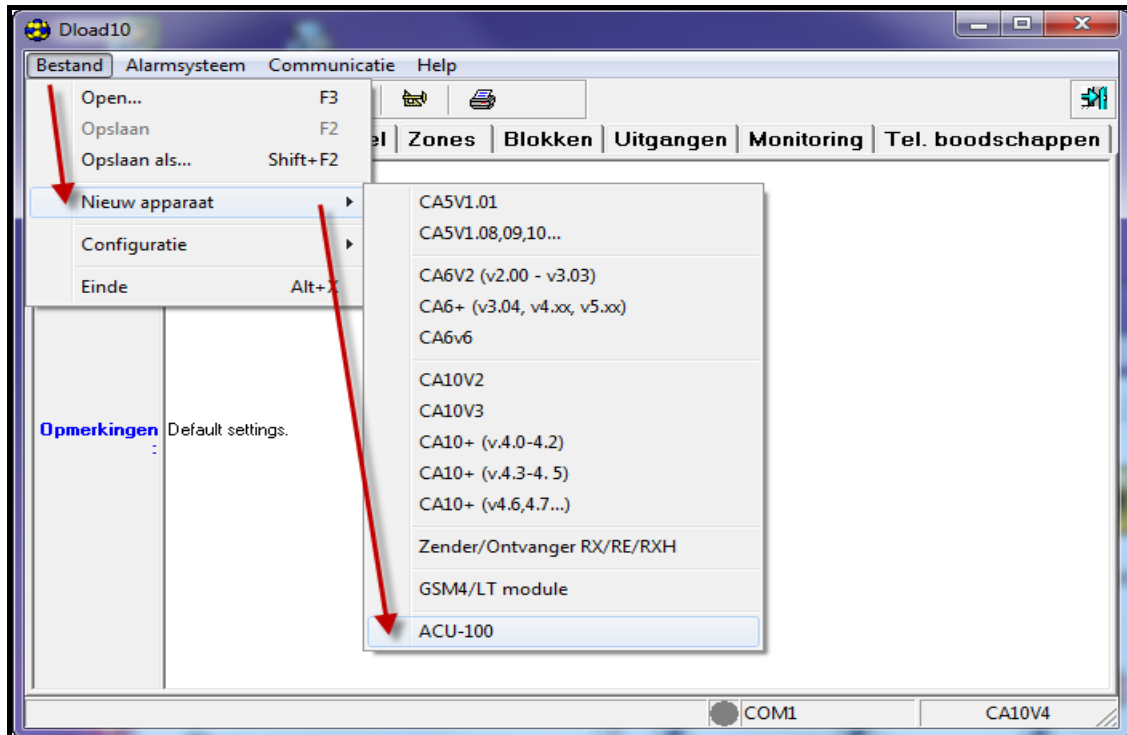 Dload10
Bestand Alarmsysteem Communicatie Help
Open... F3
Opslaan F2
Opslaan als... Shift+F2
Nieuw apparaat
Configuratie
Einde Alt+X
el Zones Blokken Uitgangen Monitoring Tel. boodschappen
CA5V1.01
CA5V1.08,09,10...
CA6V2 (v2.00 - v3.03)
CA6+ (v3.04, v4.xx, v5.xx)
CA6v6
CA10V2
CA10V3
CA10+ (v.4.0-4.2)
CA10+ (v.4.3-4. 5)
CA10+ (v4.6,4.7...)
Zender/Ontvanger RX/RE/RXH
GSM4/LT module
ACU-100
Opmerkingen Default settings.
:
COM1 CA10V4